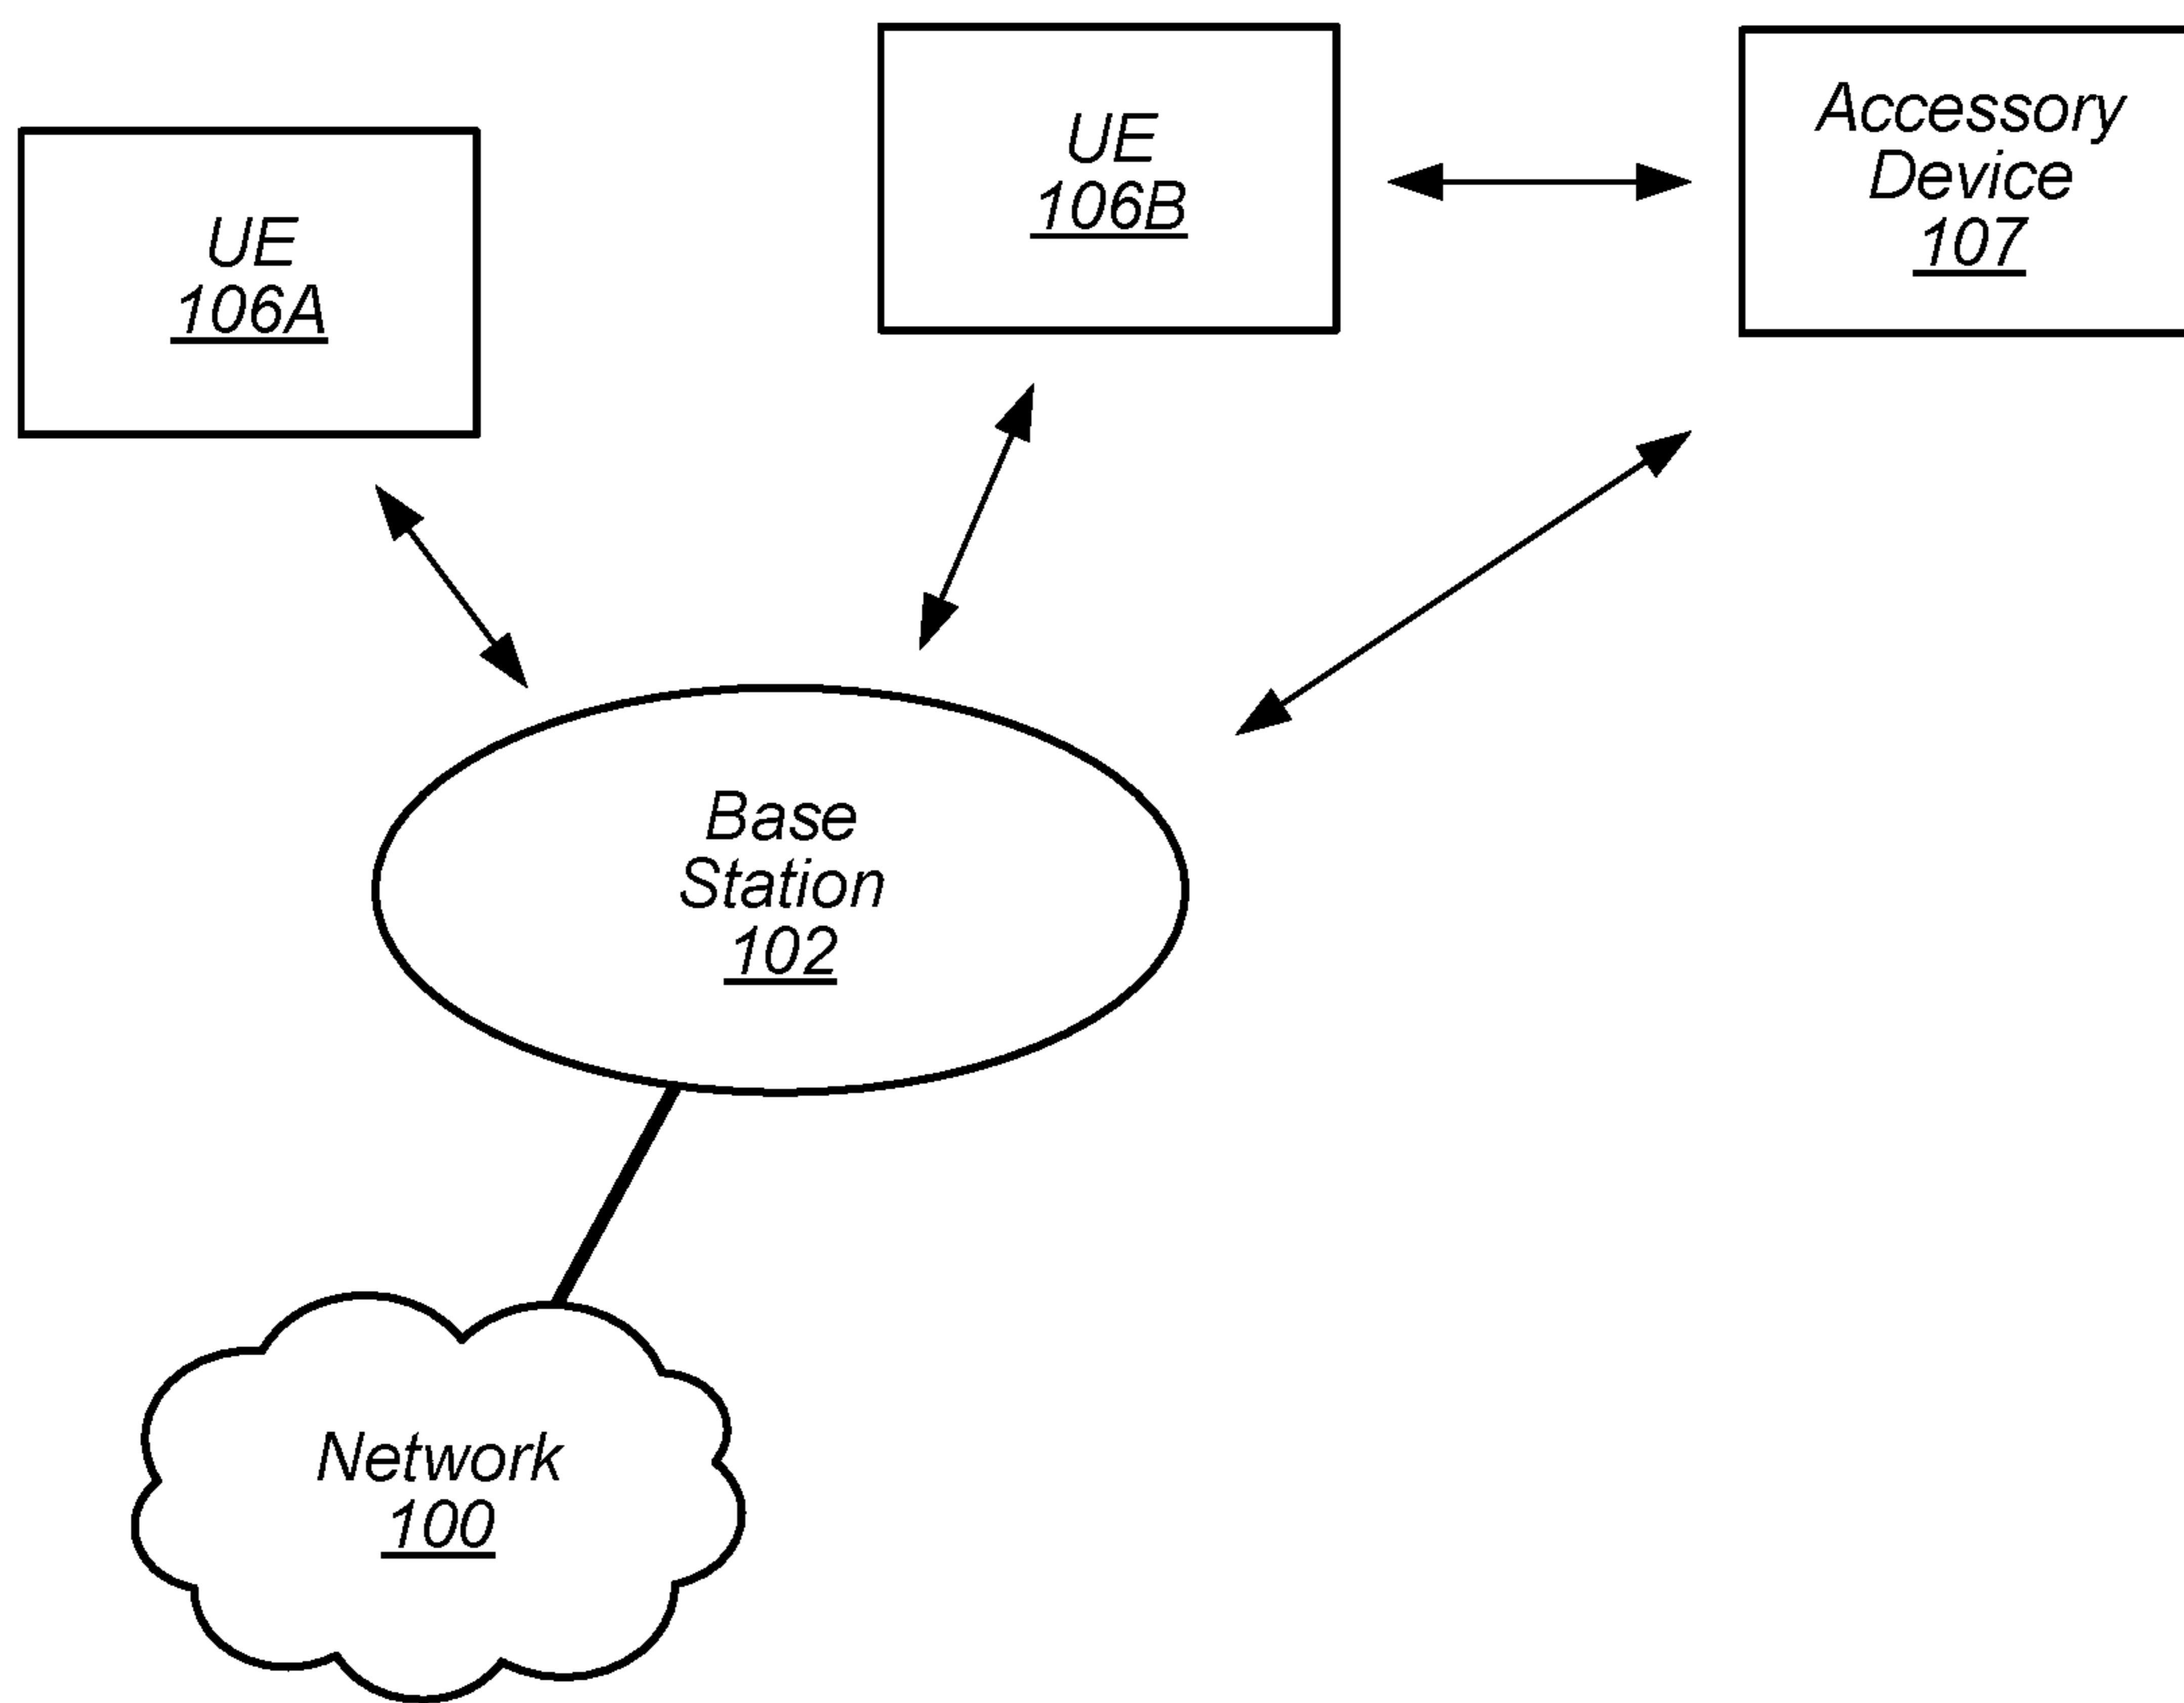 UE
106A
UE
106B
Accessory
Device
107
Base
Station
102
Network
100